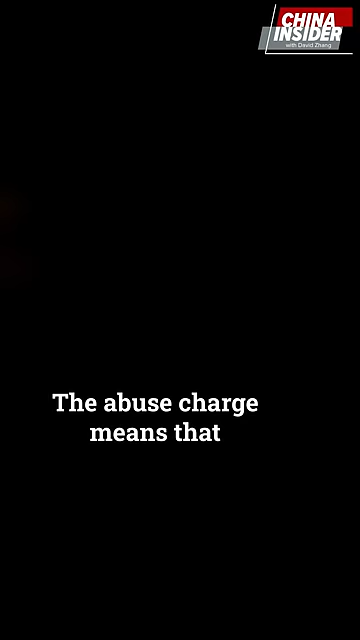 CHINA
INSIDER
with David Zhang
The abuse charge
means that